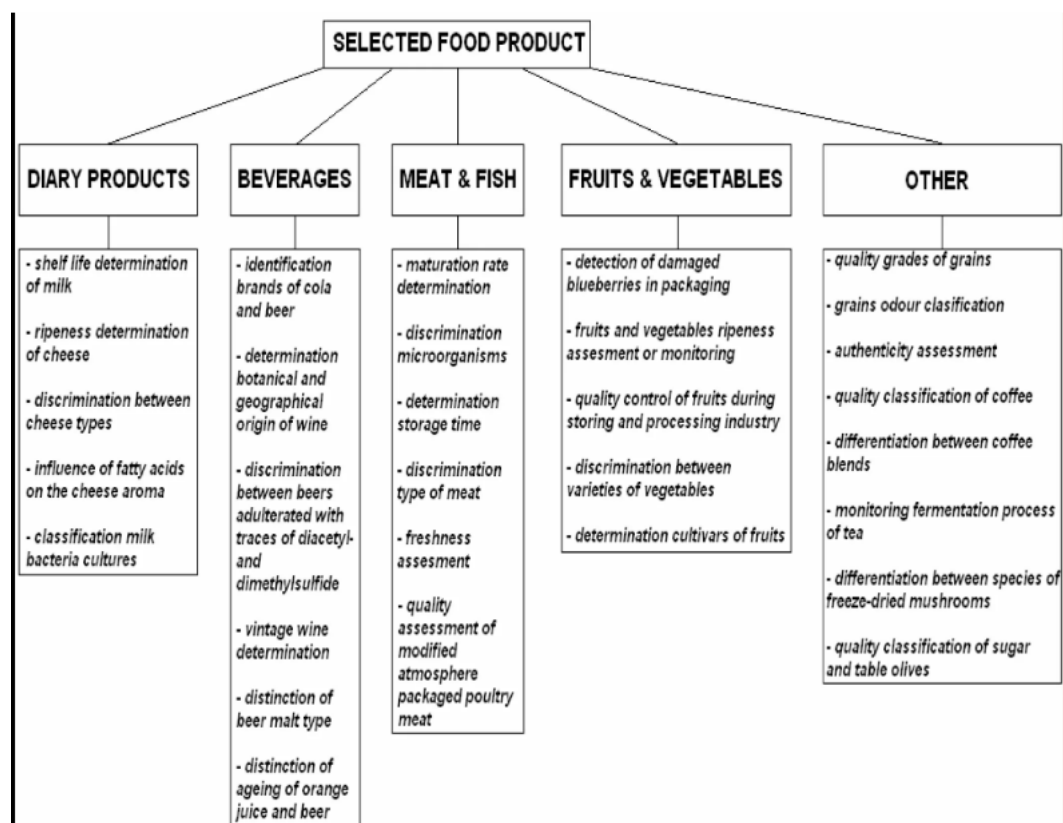 SELECTED FOOD PRODUCT
DIARY PRODUCTS
- shelf life determination
of milk
- ripeness determination
of cheese
- discrimination between
cheese types
- influence of fatty acids
on the cheese aroma
- classification milk
bacteria cultures
BEVERAGES
- identification
brands of cola
and beer
- determination
botanical and
geographical
origin of wine
- discrimination
between beers
adulterated with
traces of diacetyl-
and
dimethylsulfide
- vintage wine
determination
- distinction of
beer malt type
- distinction of
ageing of orange
juice and beer
MEAT & FISH
- maturation rate
determination
- discrimination
microorganisms
- determination
storage time
- discrimination
type of meat
- freshness
assesment
- quality
assessment of
modified
atmosphere
packaged poultry
meat
FRUITS & VEGETABLES
- detection of damaged
blueberries in packaging
- fruits and vegetables ripeness
assesment or monitoring
- quality control of fruits during
storing and processing industry
- discrimination between
varieties of vegetables
- determination cultivars of fruits
OTHER
- quality grades of grains
- grains odour clasification
- authenticity assessment
- quality classification of coffee
- differentiation between coffee
blends
- monitoring fermentation process
of tea
- differentiation between species of
freeze-dried mushrooms
- quality classification of sugar
and table olives